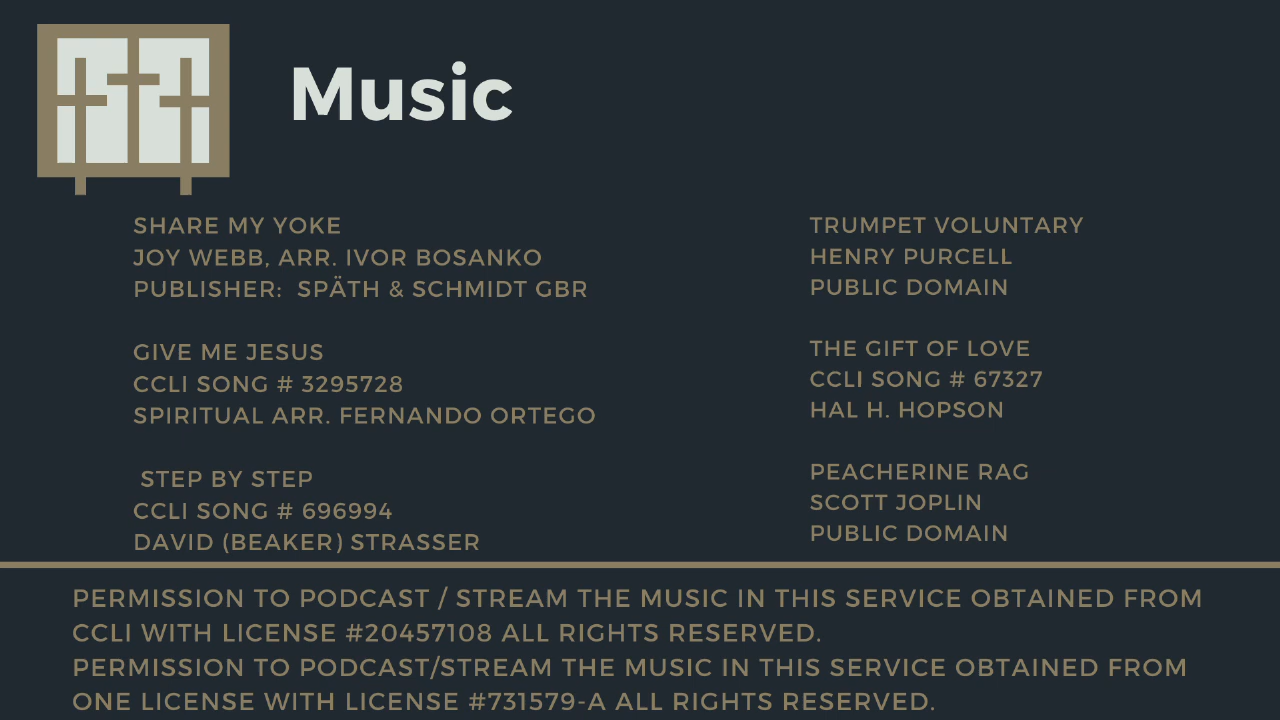 Music
SHARE MY YOKE
JOY WEBB, ARR. IVOR BOSANKO
PUBLISHER: SPÄTH & SCHMIDT GBR
GIVE ME JESUS
CCLI SONG # 3295728
SPIRITUAL ARR. FERNANDO ORTEGO
STEP BY STEP
CCLI SONG # 696994
DAVID (BEAKER) STRASSER
TRUMPET VOLUNTARY
HENRY PURCELL
PUBLIC DOMAIN
THE GIFT OF LOVE
CCLI SONG # 67327
HAL H. HOPSON
PEACHERINE RAG
SCOTT JOPLIN
PUBLIC DOMAIN
PERMISSION TO PODCAST / STREAM THE MUSIC IN THIS SERVICE OBTAINED FROM
CCLI WITH LICENSE #20457108 ALL RIGHTS RESERVED.
PERMISSION TO PODCAST/STREAM THE MUSIC IN THIS SERVICE OBTAINED FROM
ONE LICENSE WITH LICENSE #731579-A ALL RIGHTS RESERVED.